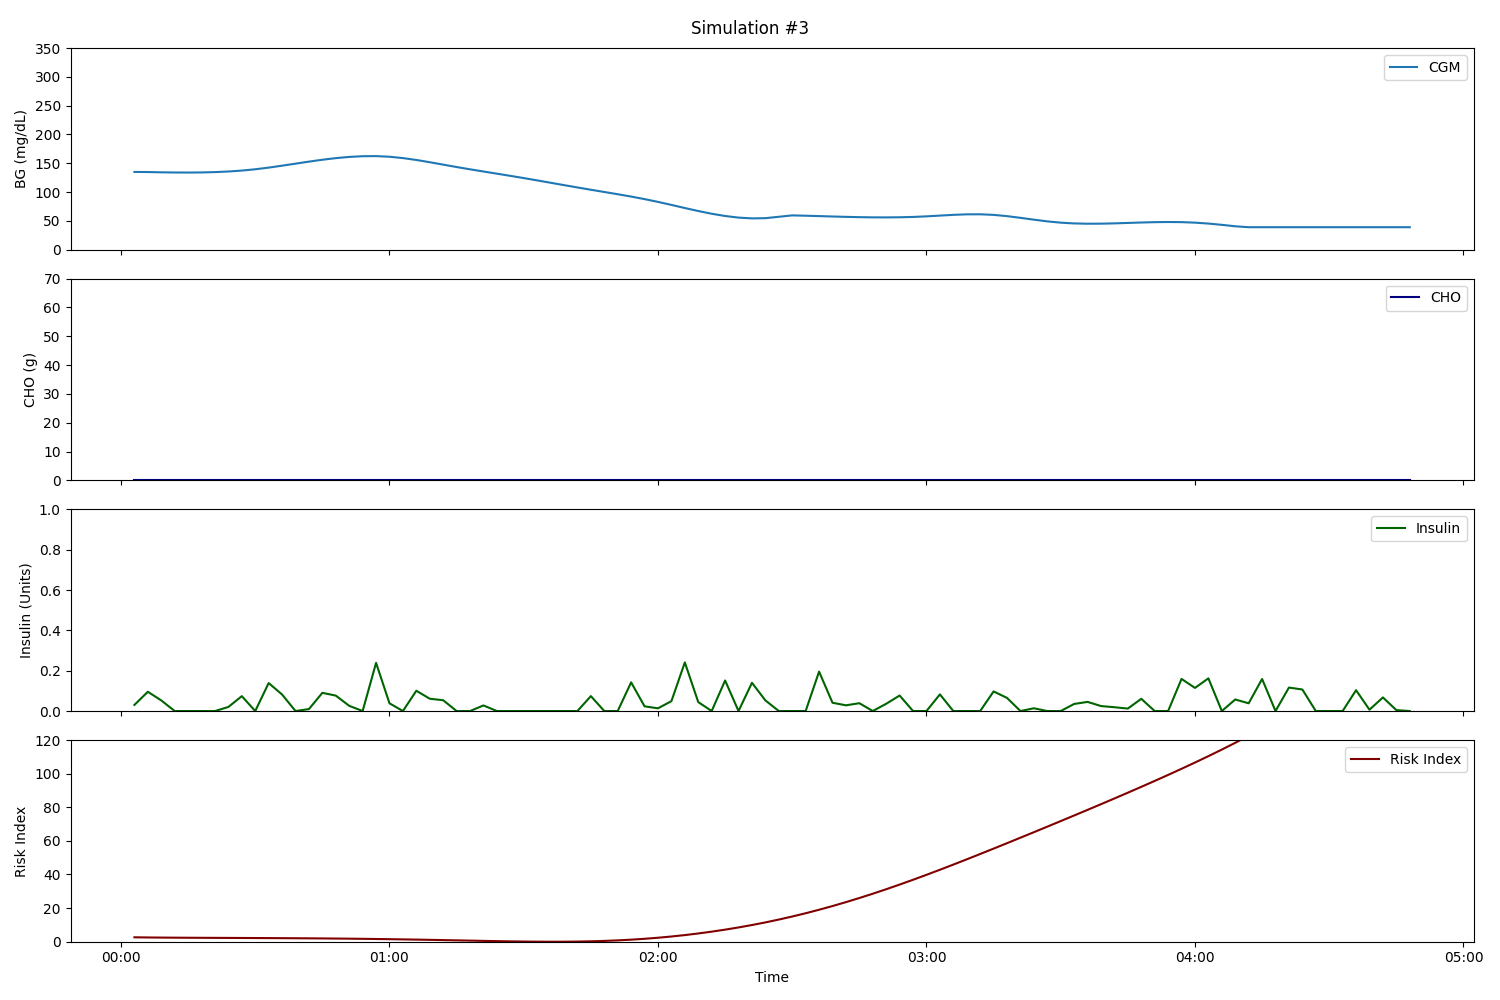 Simulation #3
350
300
250
200
150
100
50
0
BG (mg/dL)
CGM
70
60
50
40
30
20
10
0
CHO (g)
CHO
1.0
0.8
0.6
0.4
0.2
0.0
Insulin (Units)
Insulin
120
100
80
60
40
20
0
Risk Index
Risk Index
00:00 01:00 02:00 03:00 04:00 05:00
Time